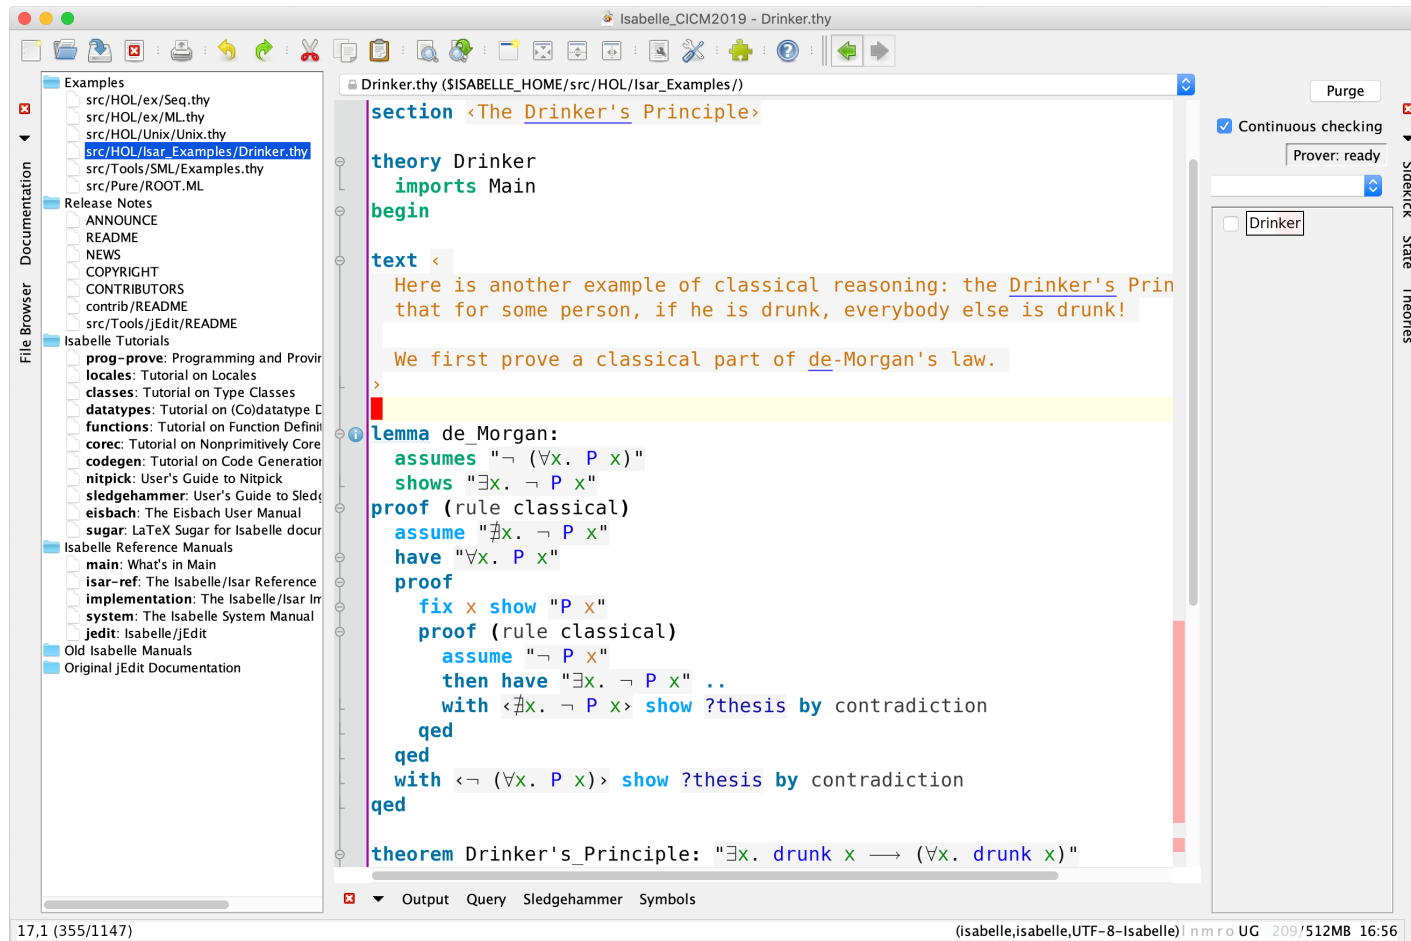 Isabelle_CICM2019 - Drinker.thy
Examples
src/HOL/ex/Seq.thy
src/HOL/ex/ML.thy
src/HOL/Unix/Unix.thy
src/HOL/Isar_Examples/Drinker.thy
src/Tools/SML/Examples.thy
src/Pure/ROOT.ML
Release Notes
ANNOUNCE
README
NEWS
COPYRIGHT
CONTRIBUTORS
contrib/README
src/Tools/jEdit/README
Isabelle Tutorials
prog-prove: Programming and Provin
locales: Tutorial on Locales
classes: Tutorial on Type Classes
datatypes: Tutorial on (Co)datatype D
functions: Tutorial on Function Definit
corec: Tutorial on Nonprimitively Core
codegen: Tutorial on Code Generation
nitpick: User's Guide to Nitpick
sledgehammer: User's Guide to Sledg
eisbach: The Eisbach User Manual
sugar: LaTeX Sugar for Isabelle docur
Isabelle Reference Manuals
main: What's in Main
isar-ref: The Isabelle/Isar Reference
implementation: The Isabelle/Isar Im
system: The Isabelle System Manual
jedit: Isabelle/jEdit
Old Isabelle Manuals
Original jEdit Documentation
Documentation
File Browser
Drinker.thy ($ISABELLE_HOME/src/HOL/Isar_Examples/)
section ‹The Drinker's Principle›
theory Drinker
imports Main
begin
text ‹
Here is another example of classical reasoning: the Drinker's Prin
that for some person, if he is drunk, everybody else is drunk!
We first prove a classical part of de-Morgan's law.
›
lemma de_Morgan:
assumes "¬ (∀x. P x)"
shows "∃x. ¬ P x"
proof (rule classical)
assume "∄x. ¬ P x"
have "∀x. P x"
proof
fix x show "P x"
proof (rule classical)
assume "¬ P x"
then have "∃x. ¬ P x" ..
with ‹∄x. ¬ P x› show ?thesis by contradiction
qed
qed
with ‹¬ (∀x. P x)› show ?thesis by contradiction
qed
theorem Drinker's_Principle: "∃x. drunk x ⟶ (∀x. drunk x)"
Purge
Continuous checking
Prover: ready
Drinker
Sidekick
State
Theories
Output Query Sledgehammer Symbols
17,1 (355/1147)
(isabelle,isabelle,UTF-8-Isabelle) l n m r o UG 209/512MB 16:56